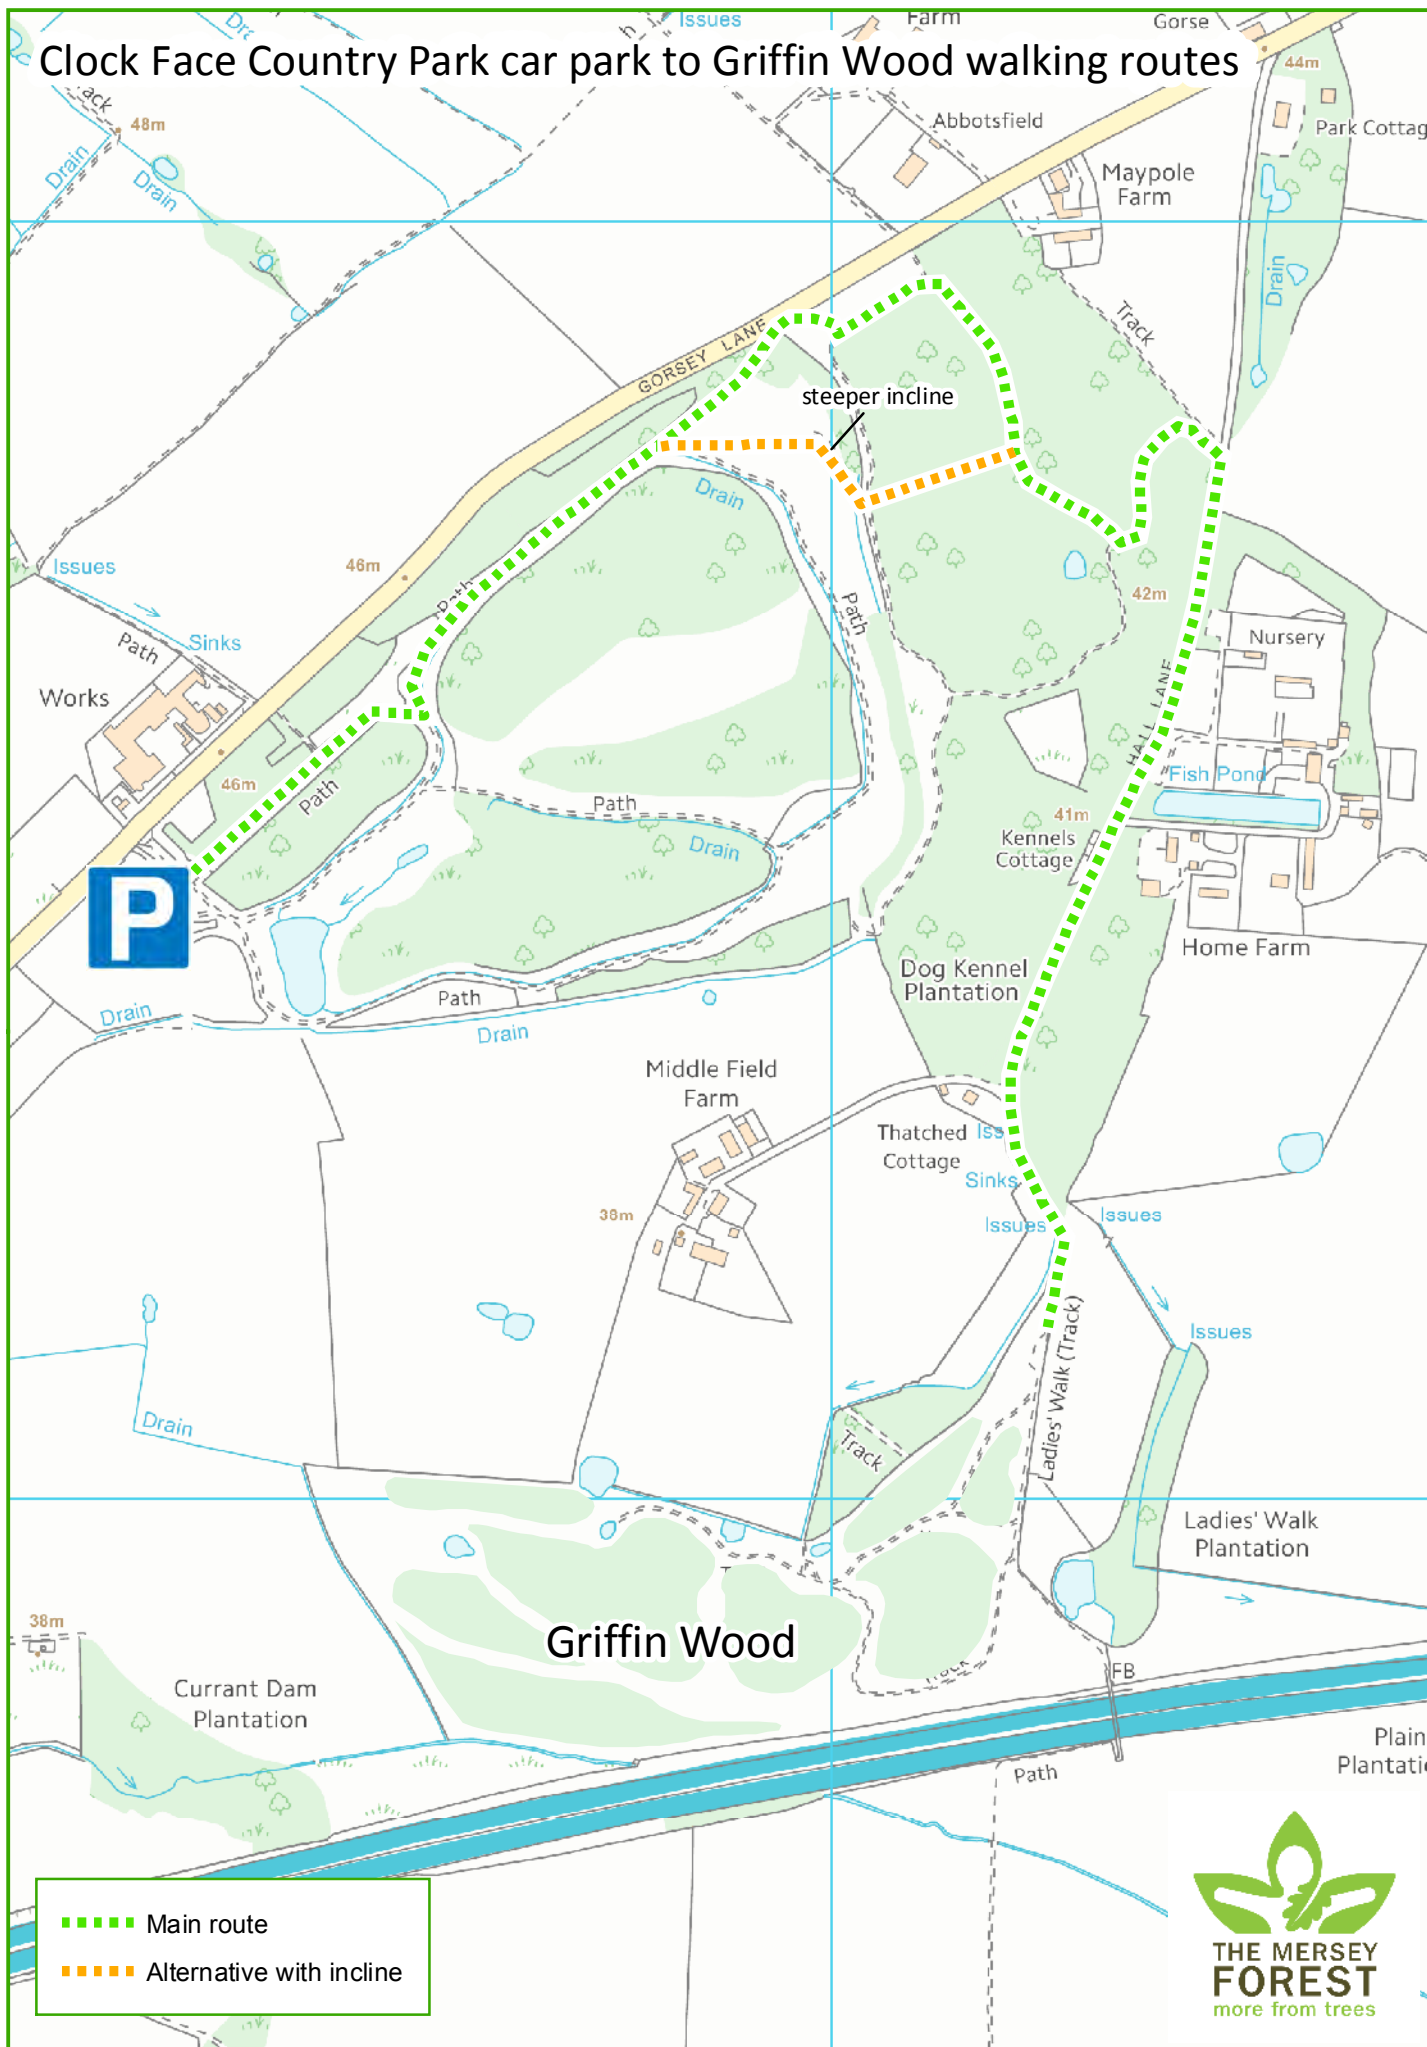 Issues
Farm
Gorse
Clock Face Country Park car park to Griffin Wood walking routes
44m
48m
Abbotsfield
Park Cottag
Drain
Drain
Maypole
Farm
Drain
Track
GORSEY LANE
steeper incline
Drain
46m
Issues
Path
42m
Path
Sinks
Path
Nursery
Works
HALL LANE
46m
Path
Fish Pond
Path
41m
Drain
Kennels
Cottage
P
Home Farm
Dog Kennel
Plantation
Path
Drain
Drain
Middle Field
Farm
Thatched
Cottage
Iss
Sinks
38m
Issues
Issues
Issues
Ladies' Walk (Track)
Drain
Track
Ladies' Walk
Plantation
38m
Griffin Wood
Track
FB
Currant Dam
Plantation
Plain
Plantati
Path
Main route
Alternative with incline
THE MERSEY
FOREST
more from trees